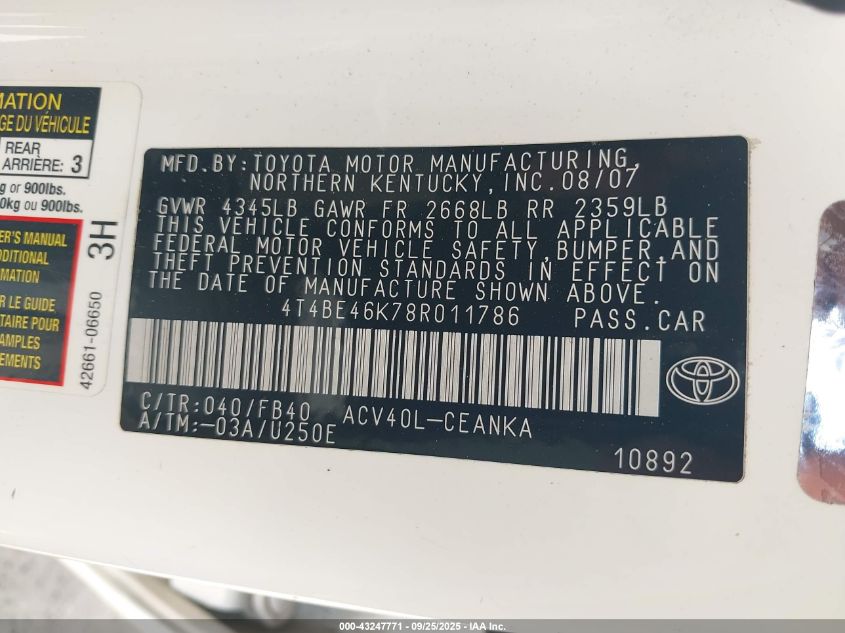 MATION
GE DU VÉHICULE
REAR
ARRIÈRE: 3
g or 900lbs.
0kg ou 900lbs.
ER'S MANUAL
DDITIONAL
MATION
R LE GUIDE
TAIRE POUR
AMPLES
EMENTS
3H
42661-06650
MFD.BY:TOYOTA MOTOR MANUFACTURING,
NORTHERN KENTUCKY,INC.08/07
GVWR 4345LB GAWR FR 2668LB RR 2359LB
THIS VEHICLE CONFORMS TO ALL APPLICABLE
FEDERAL MOTOR VEHICLE SAFETY,BUMPER,AND
THEFT PREVENTION STANDARDS IN EFFECT ON
THE DATE OF MANUFACTURE SHOWN ABOVE.
4T4BE46K78R011786 PASS.CAR
C/TR:040/FB40 ACV40L-CEANKA
A/TM:-03A/U250E
10892
TOYOTA
000-43247771 - 09/25/2025 - IAA Inc.